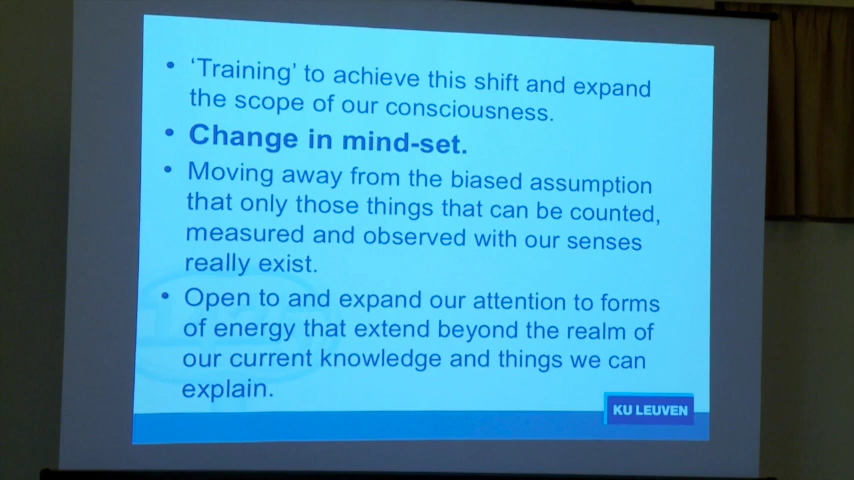 • ‘Training’ to achieve this shift and expand
the scope of our consciousness.
• Change in mind-set.
• Moving away from the biased assumption
that only those things that can be counted,
measured and observed with our senses
really exist.
• Open to and expand our attention to forms
of energy that extend beyond the realm of
our current knowledge and things we can
explain.
1425
KU LEUVEN